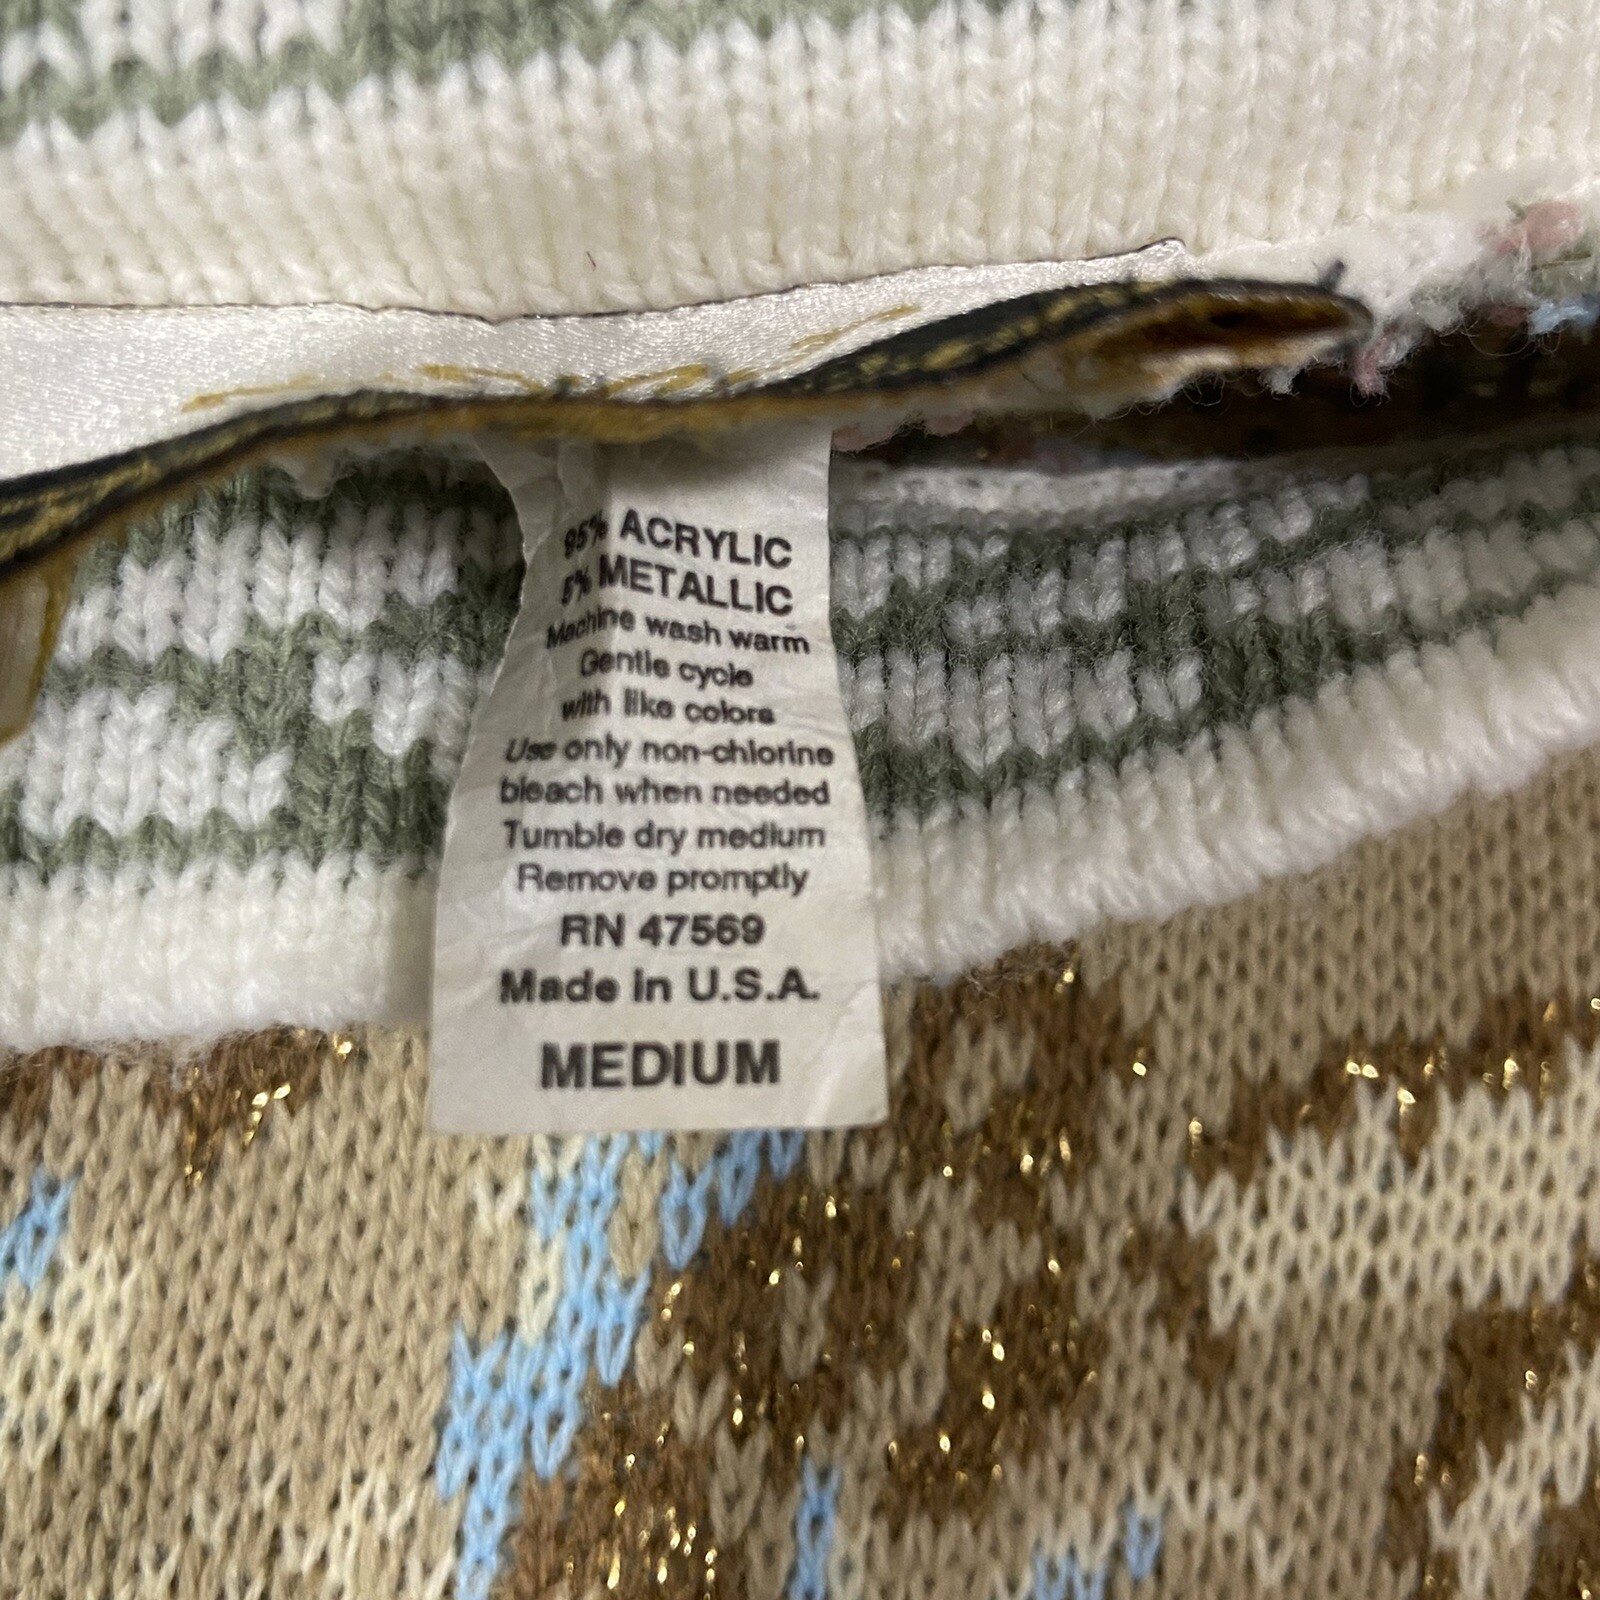 95% ACRYLIC
5% METALLIC
Machine wash warm
Gentle cycle
with like colors
Use only non-chlorine
bleach when needed
Tumble dry medium
Remove promptly
RN 47569
Made in U.S.A.
MEDIUM